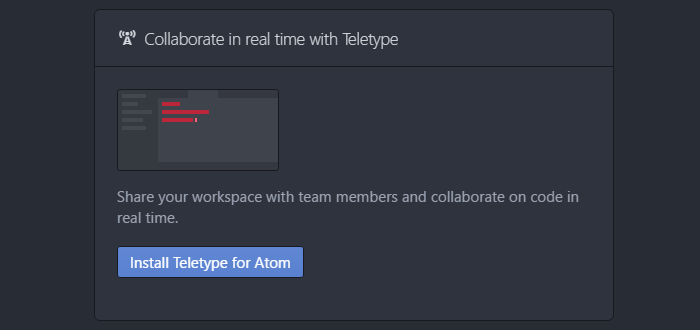 Collaborate in real time with Teletype
Share your workspace with team members and collaborate on code in
real time.
Install Teletype for Atom